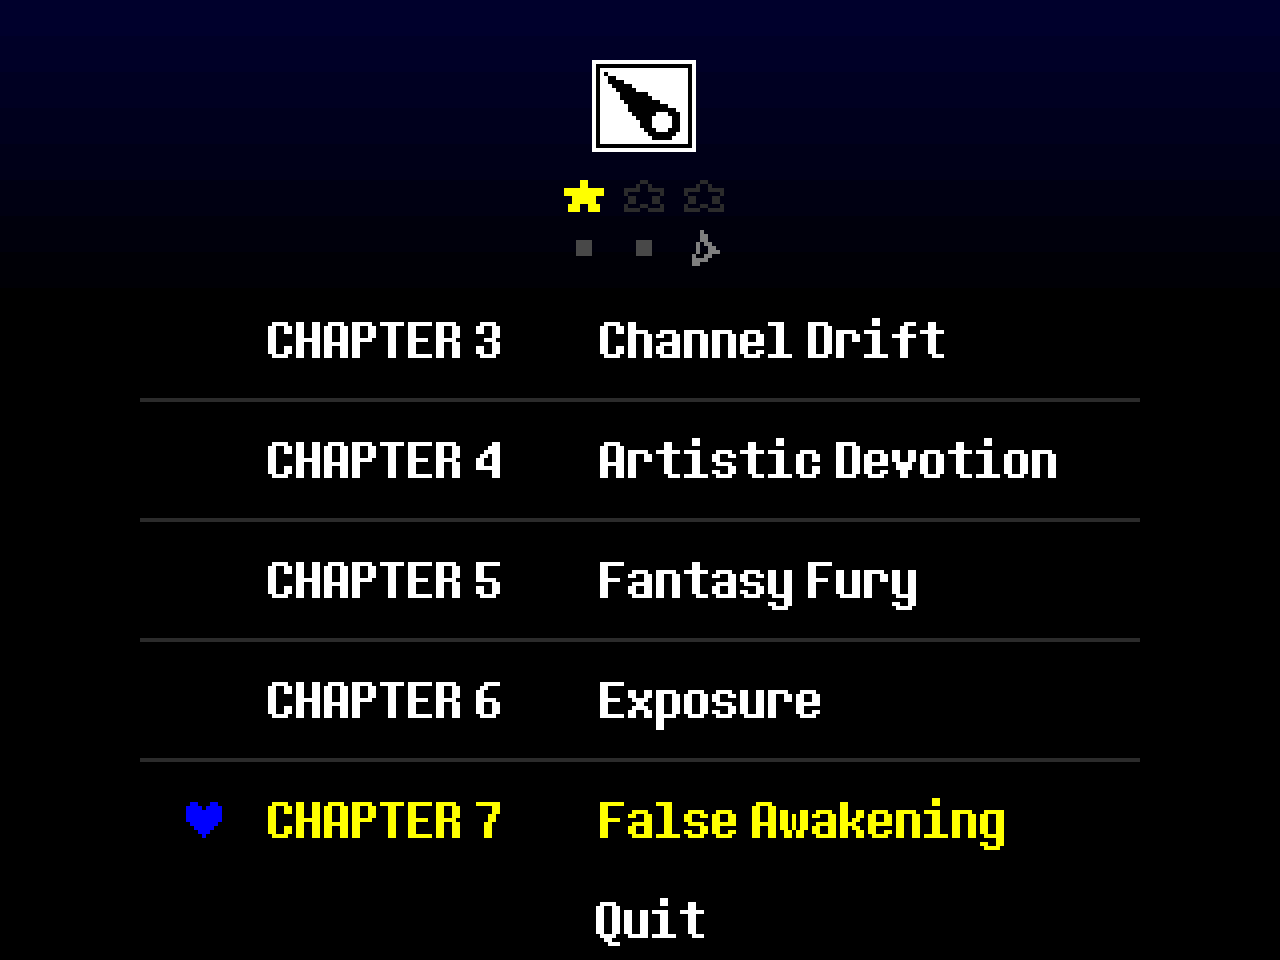 CHAPTER 3 Channel Drift
CHAPTER 4 Artistic Devotion
CHAPTER 5 Fantasy Fury
CHAPTER 6 Exposure
CHAPTER 7 False Awakening
Quit